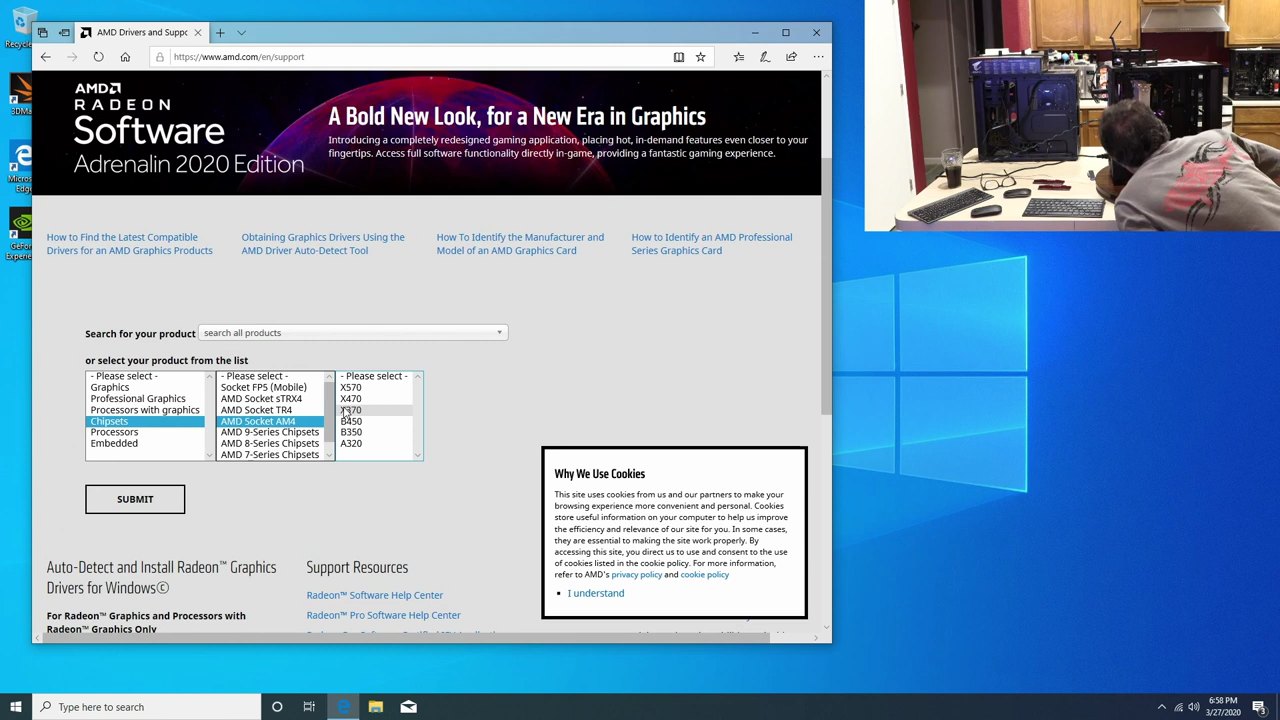 Recycle
AMD Drivers and Suppo
https://www.amd.com/en/support
3DMa
Micros
Edg
GeFor
Experie
AMD
RADEON
Software
Adrenalin 2020 Edition
A Bold New Look, for a New Era in Graphics
Introducing a completely redesigned gaming application, placing hot, in-demand features even closer to your
fingertips. Access full software functionality directly in-game, providing a fantastic gaming experience.
How to Find the Latest Compatible
Drivers for an AMD Graphics Products
Obtaining Graphics Drivers Using the
AMD Driver Auto-Detect Tool
How To Identify the Manufacturer and
Model of an AMD Graphics Card
How to Identify an AMD Professional
Series Graphics Card
Search for your product
search all products
or select your product from the list
- Please select -
Graphics
Professional Graphics
Processors with graphics
Chipsets
Processors
Embedded
- Please select -
Socket FP5 (Mobile)
AMD Socket sTRX4
AMD Socket TR4
AMD Socket AM4
AMD 9-Series Chipsets
AMD 8-Series Chipsets
AMD 7-Series Chipsets
- Please select -
X570
X470
X370
B450
B350
A320
SUBMIT
Why We Use Cookies
This site uses cookies from us and our partners to make your
browsing experience more convenient and personal. Cookies
store useful information on your computer to help us improve
the efficiency and relevance of our site for you. In some cases,
they are essential to making the site work properly. By
accessing this site, you direct us to use and consent to the use
of cookies listed in the cookie policy. For more information,
refer to AMD's privacy policy and cookie policy
I understand
Auto-Detect and Install Radeon™ Graphics
Drivers for Windows©
For Radeon™ Graphics and Processors with
Radeon™ Graphics Only
Support Resources
Radeon™ Software Help Center
Radeon™ Pro Software Help Center
Type here to search
6:58 PM
3/27/2020
3